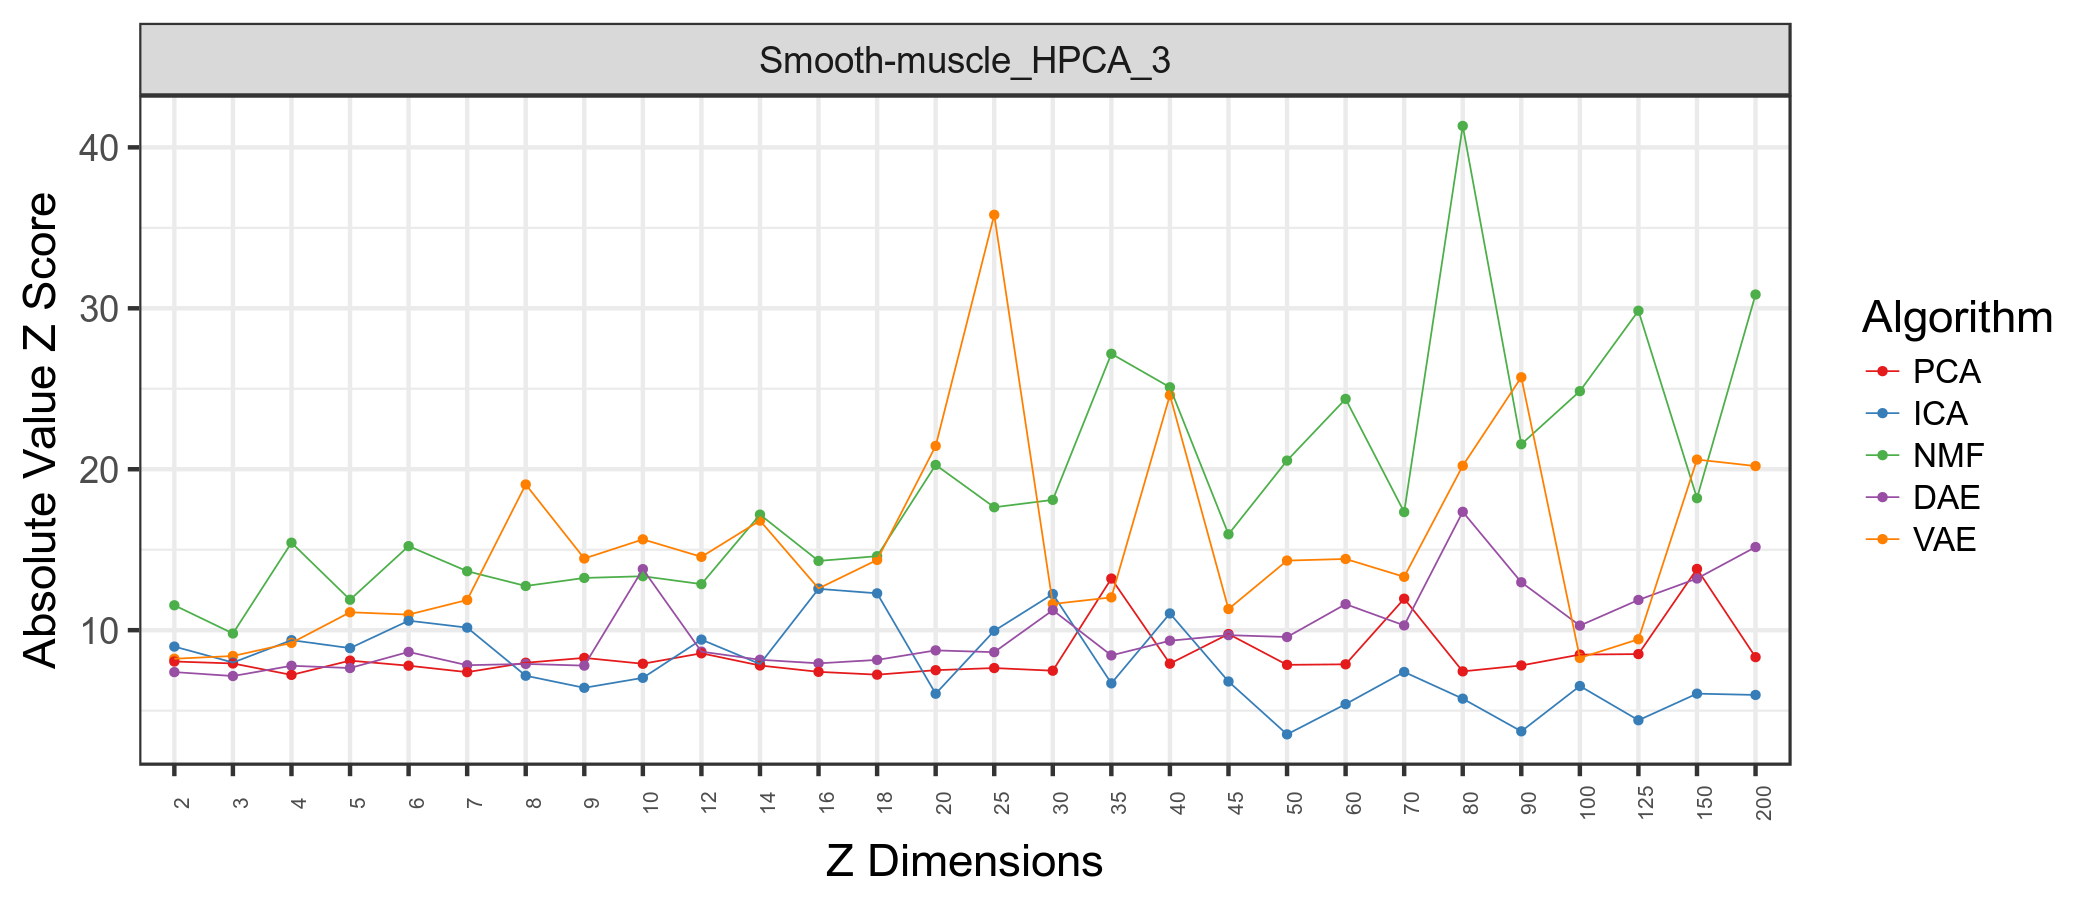 Smooth-muscle_HPCA_3
Absolute Value Z Score
40
30
20
10
2 3 4 5 6 7 8 9 10 12 14 16 18 20 25 30 35 40 45 50 60 70 80 90 100 125 150 200
Z Dimensions
Algorithm
PCA
ICA
NMF
DAE
VAE